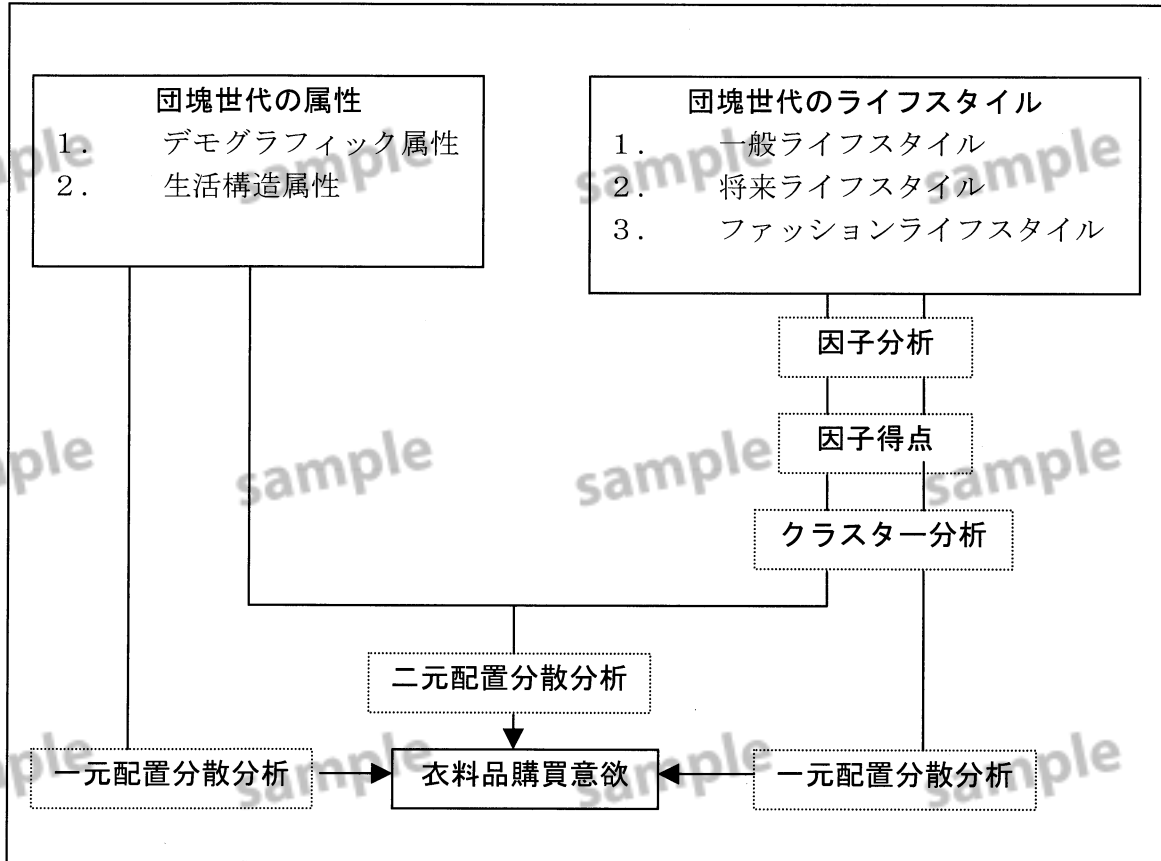 団塊世代の属性
1. デモグラフィック属性
2. 生活構造属性
団塊世代のライフスタイル
1. 一般ライフスタイル
2. 将来ライフスタイル
3. ファッションライフスタイル
因子分析
因子得点
クラスター分析
二元配置分散分析
一元配置分散分析
衣料品購買意欲
一元配置分散分析
sample
sample
sample
sample
sample
sample
sample
sample
sample
sample
sample
sample